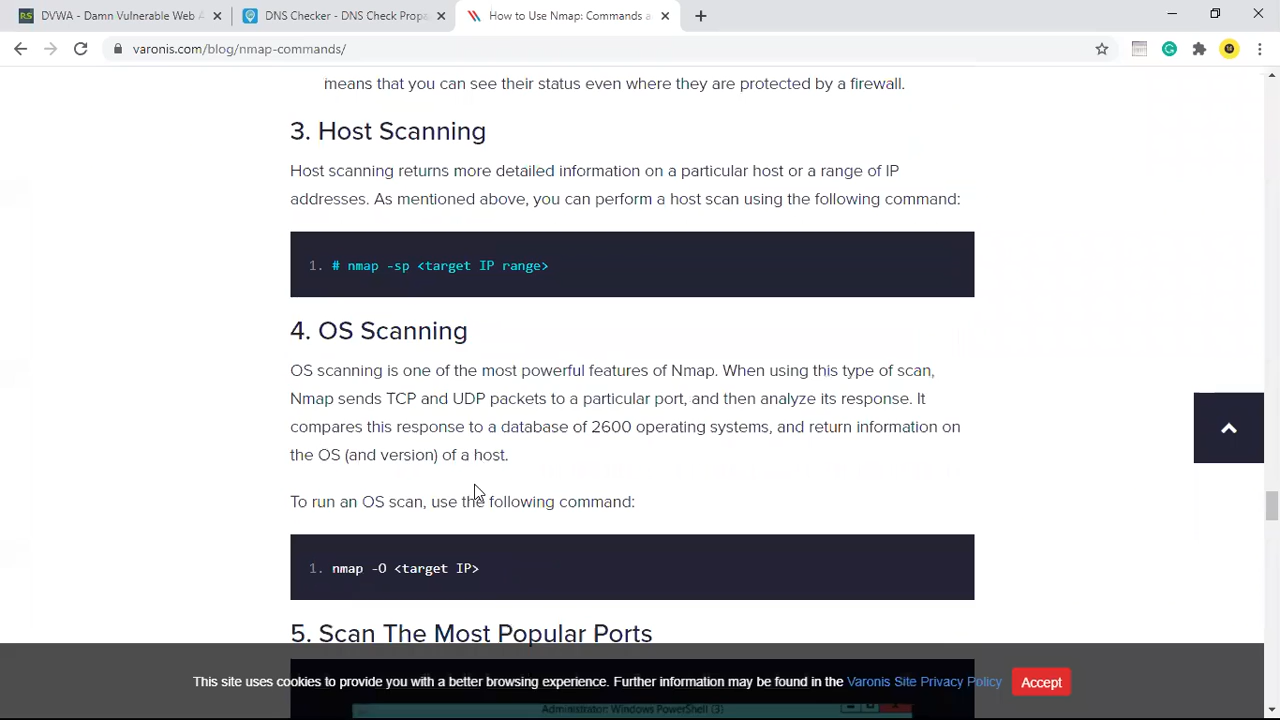 DVWA - Damn Vulnerable Web A
DNS Checker - DNS Check Propa
How to Use Nmap: Commands a
varonis.com/blog/nmap-commands/
means that you can see their status even where they are protected by a firewall.
3. Host Scanning
Host scanning returns more detailed information on a particular host or a range of IP
addresses. As mentioned above, you can perform a host scan using the following command:
1. # nmap -sp <target IP range>
4. OS Scanning
OS scanning is one of the most powerful features of Nmap. When using this type of scan,
Nmap sends TCP and UDP packets to a particular port, and then analyze its response. It
compares this response to a database of 2600 operating systems, and return information on
the OS (and version) of a host.
To run an OS scan, use the following command:
1. nmap -O <target IP>
5. Scan The Most Popular Ports
This site uses cookies to provide you with a better browsing experience. Further information may be found in the Varonis Site Privacy Policy
Accept
Administrator: Windows PowerShell (3)